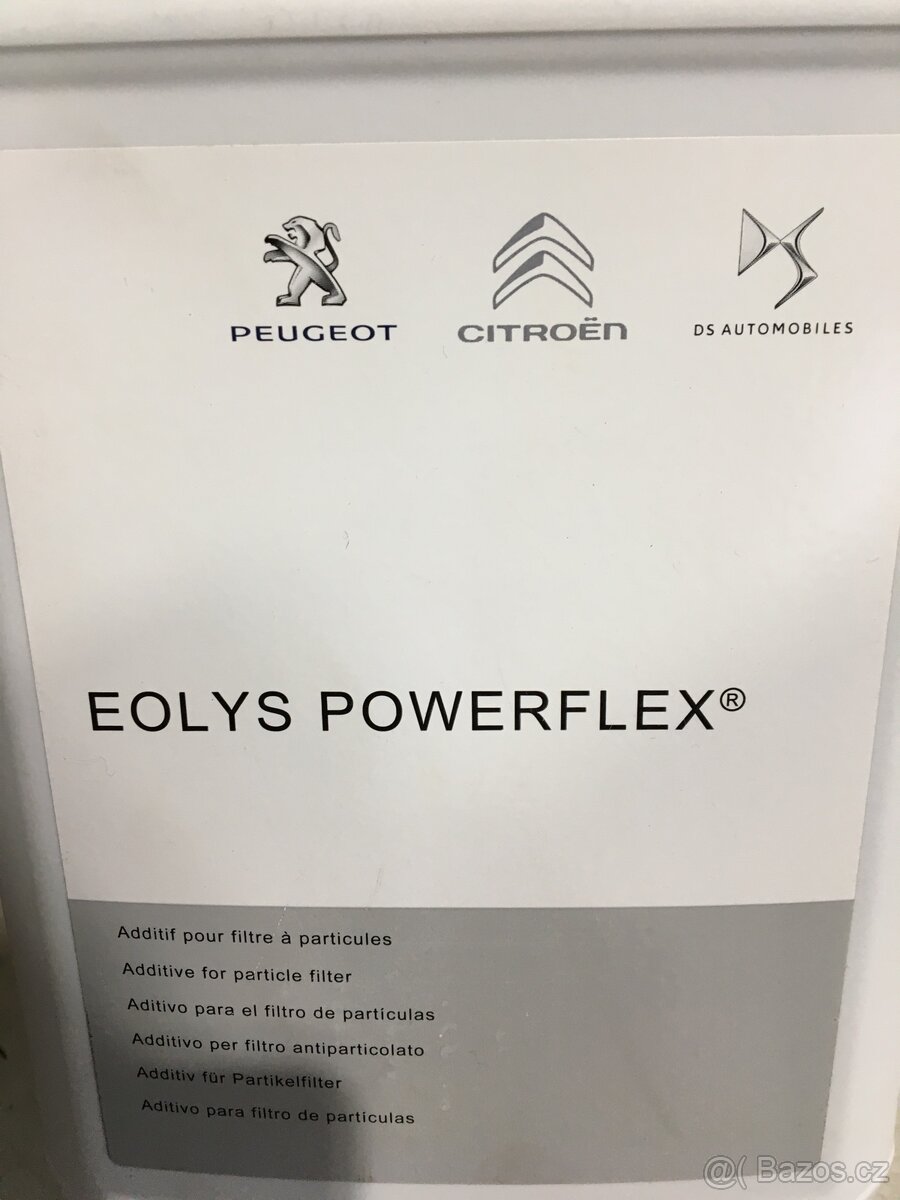 PEUGEOT CITROËN DS AUTOMOBILES
EOLYS POWERFLEX®
Additif pour filtre à particules
Additive for particle filter
Aditivo para el filtro de partículas
Additivo per filtro antiparticolato
Additiv für Partikelfilter
Aditivo para filtro de partículas
@( Bazos.cz